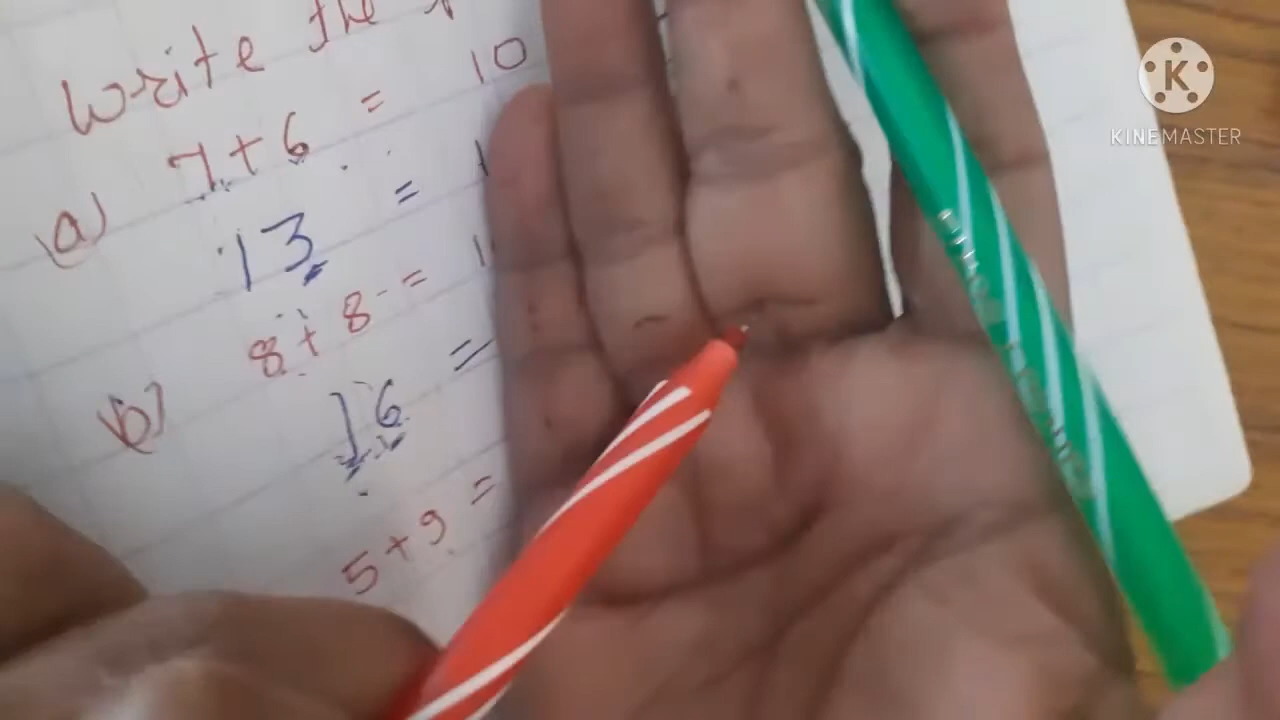 Write the
(a) 7+6 = 10
13 =
(b) 8+8 =
16 =
5+9 =
K
KINEMASTER